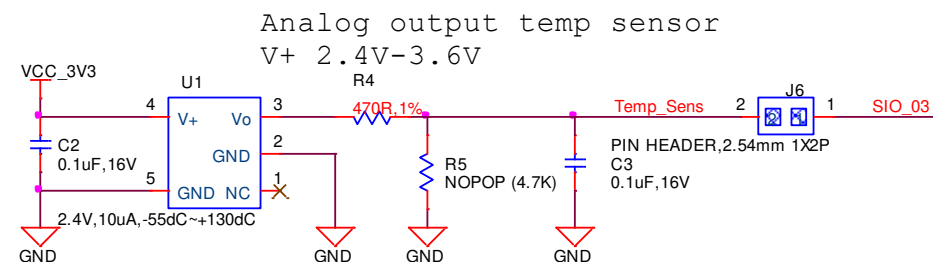 Analog output temp sensor
V+ 2.4V-3.6V
VCC_3V3
U1
R4
J6
4 V+ Vo 3
470R,1%
Temp_Sens 2 2 1 1 SIO_03
C2
0.1uF,16V
GND 2
R5
NOPOP (4.7K)
PIN HEADER,2.54mm 1X2P
C3
0.1uF,16V
5 GND NC 1
2.4V,10uA,-55dC~+130dC
GND GND GND GND